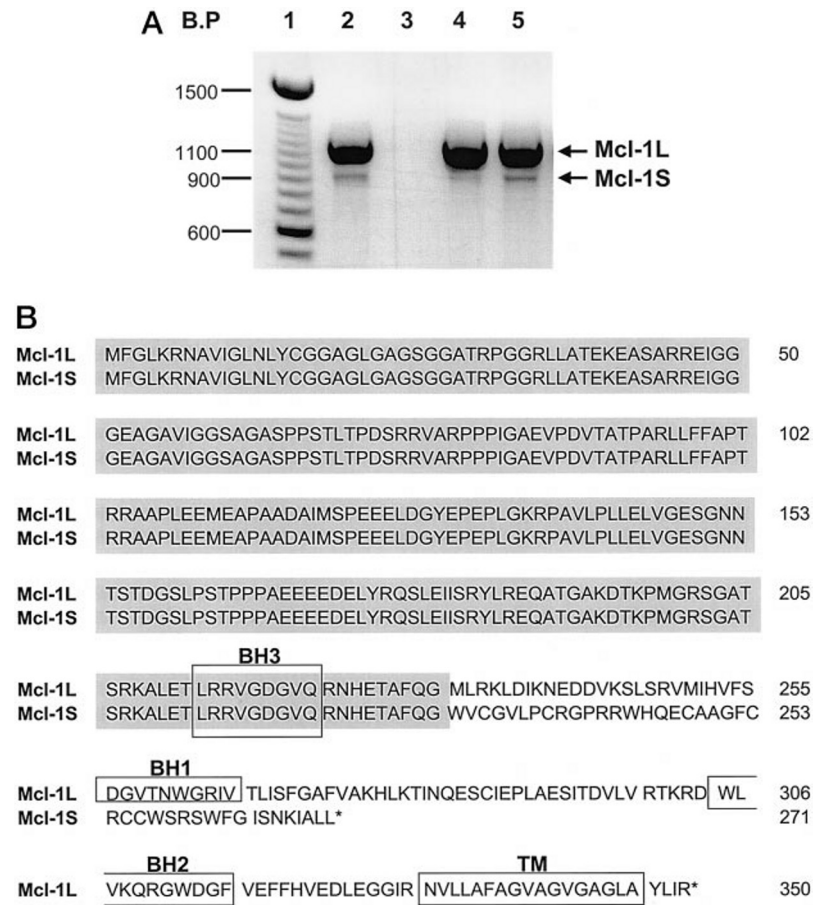 A B.P 1 2 3 4 5
1500
1100
900
600
Mcl-1L
Mcl-1S
B
Mcl-1L MFGLKRNAVIGLNLYCGGAGLGAGSGGATRPGGRLLATEKEASARREIGG 50
Mcl-1S MFGLKRNAVIGLNLYCGGAGLGAGSGGATRPGGRLLATEKEASARREIGG
Mcl-1L GEAGAVIGGSAGASPPSTLTPDSRRVARPPPIGAEVPDVTATPARLLFFAPT 102
Mcl-1S GEAGAVIGGSAGASPPSTLTPDSRRVARPPPIGAEVPDVTATPARLLFFAPT
Mcl-1L RRAAPLEEMEAPAADAIMSPEEELDGYEPEPLGKRPAVLPLLELVGESGNN 153
Mcl-1S RRAAPLEEMEAPAADAIMSPEEELDGYEPEPLGKRPAVLPLLELVGESGNN
Mcl-1L TSTDGSLPSTPPPAEEEEDELYRQSLEIISRYLREQATGAKDTKPMGRSGAT 205
Mcl-1S TSTDGSLPSTPPPAEEEEDELYRQSLEIISRYLREQATGAKDTKPMGRSGAT
BH3
Mcl-1L SRKALET LRRVGDGVQ RNHETAFQG MLRKLDIKNEDDVKSLSRVMIHVFS 255
Mcl-1S SRKALET LRRVGDGVQ RNHETAFQG WVCGVLPCRGPRRWHQECAAGFC 253
BH1
Mcl-1L DGVTNWGRIV TLISFGAFVAKHLKTINQESCIEPLAESITDVLV RTKRD WL 306
Mcl-1S RCCWSRSWFG ISNKIALL* 271
BH2 TM
Mcl-1L VKQRGWDGF VEFFHVEDLEGGIR NVLLAFAGVAGVGAGLA YLIR* 350